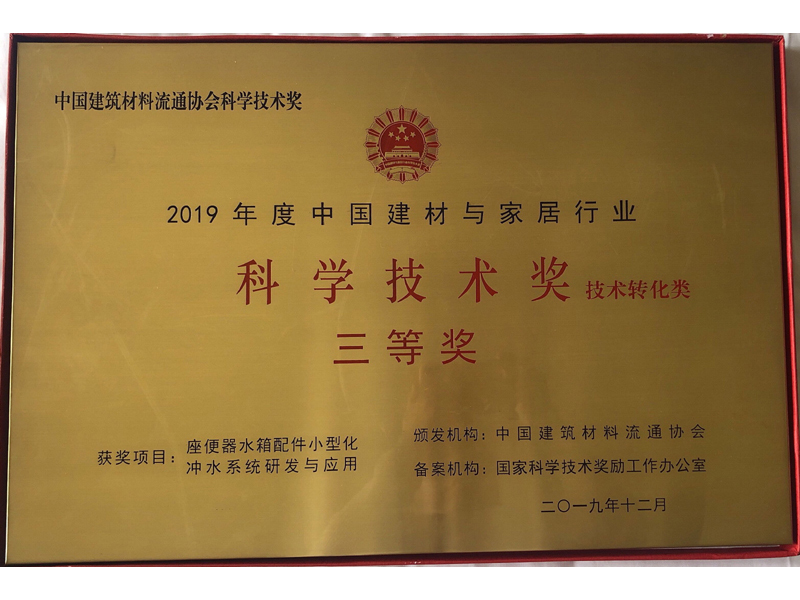 中国建筑材料流通协会科学技术奖
2019 年度中国建材与家居行业
科学技术奖 技术转化类
三等奖
获奖项目：座便器水箱配件小型化
冲水系统研发与应用
颁发机构：中国建筑材料流通协会
备案机构：国家科学技术奖励工作办公室
二〇一九年十二月